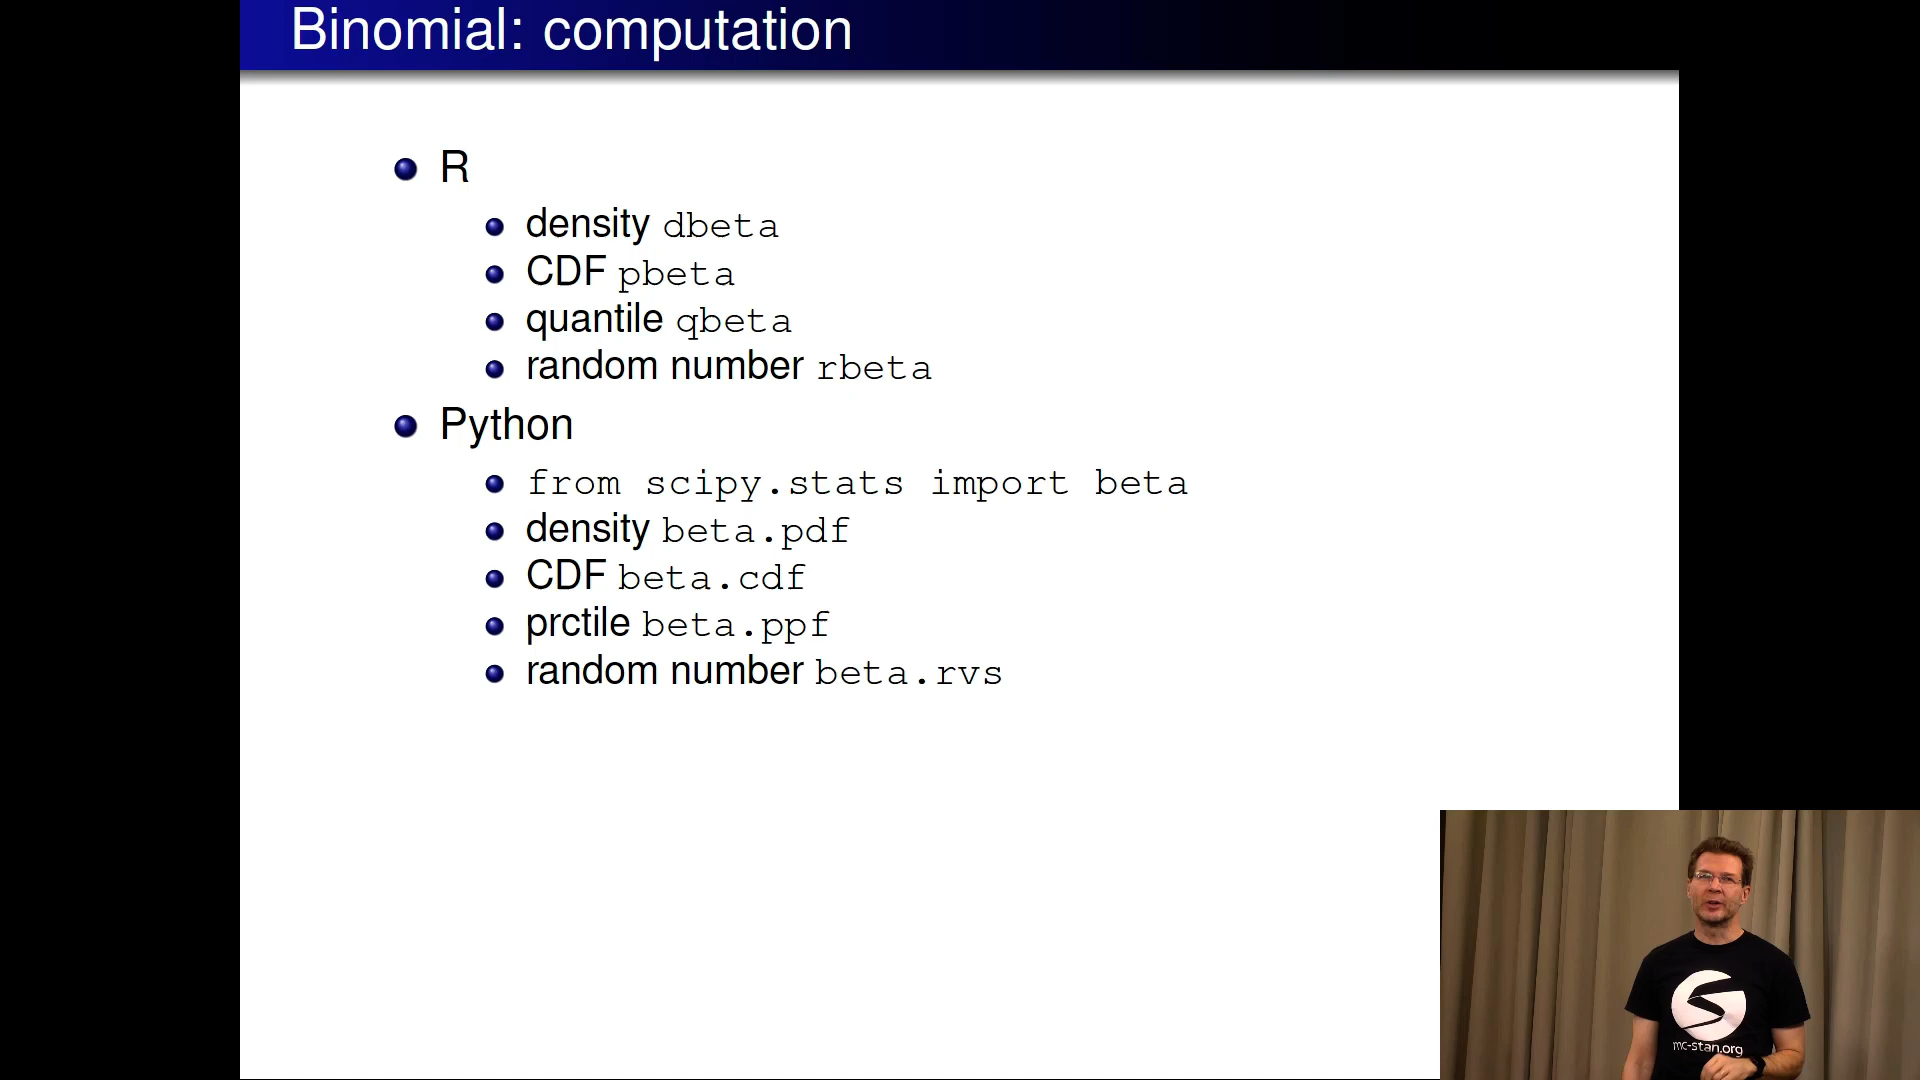 Binomial: computation
R
density dbeta
CDF pbeta
quantile qbeta
random number rbeta
Python
from scipy.stats import beta
density beta.pdf
CDF beta.cdf
prctile beta.ppf
random number beta.rvs
mc-stan.org